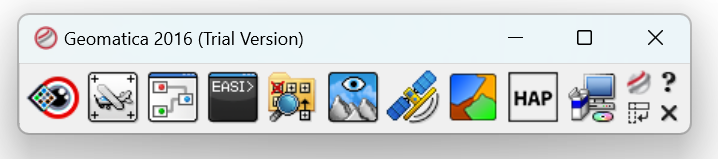 Geomatica 2016 (Trial Version)
EASI>
HAP
?